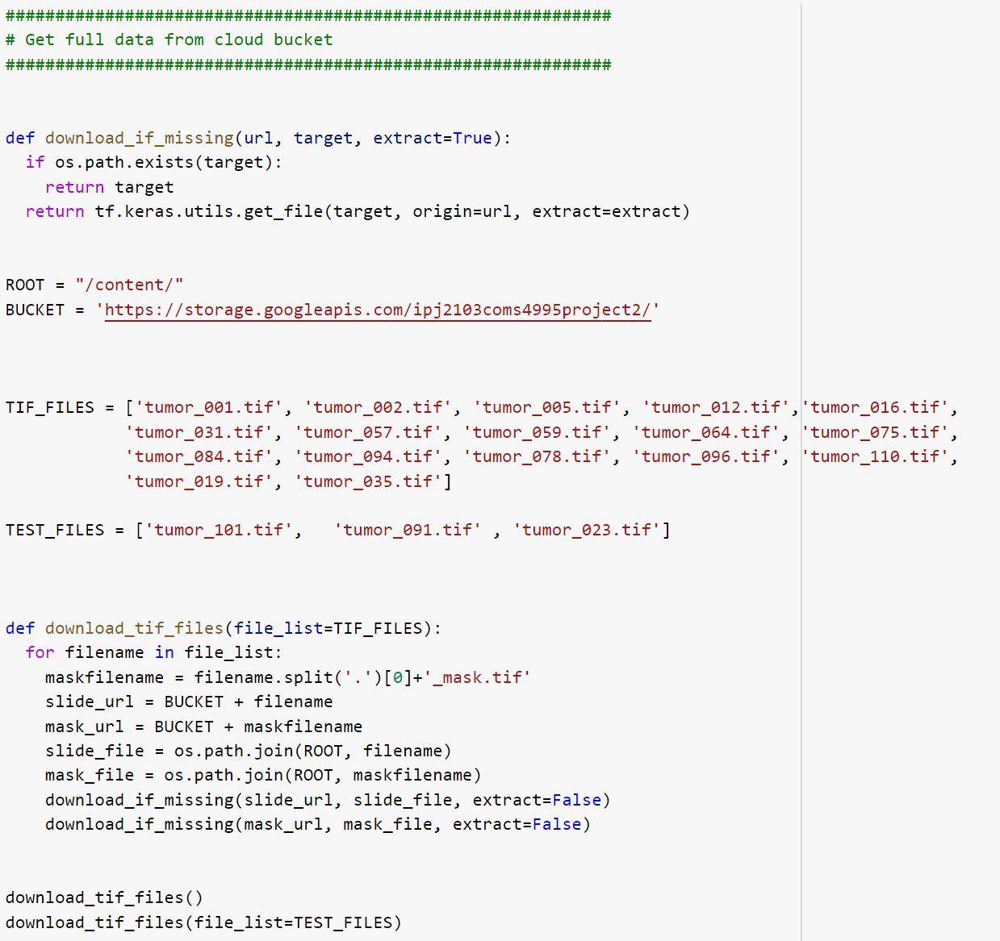 #############################################################
# Get full data from cloud bucket
#############################################################
def download_if_missing(url, target, extract=True):
  if os.path.exists(target):
    return target
  return tf.keras.utils.get_file(target, origin=url, extract=extract)
ROOT = "/content/"
BUCKET = 'https://storage.googleapis.com/ipj2103coms4995project2/'
TIF_FILES = ['tumor_001.tif', 'tumor_002.tif', 'tumor_005.tif', 'tumor_012.tif','tumor_016.tif',
            'tumor_031.tif', 'tumor_057.tif', 'tumor_059.tif', 'tumor_064.tif', 'tumor_075.tif',
            'tumor_084.tif', 'tumor_094.tif', 'tumor_078.tif', 'tumor_096.tif', 'tumor_110.tif',
            'tumor_019.tif', 'tumor_035.tif']
TEST_FILES = ['tumor_101.tif',   'tumor_091.tif' , 'tumor_023.tif']
def download_tif_files(file_list=TIF_FILES):
  for filename in file_list:
    maskfilename = filename.split('.')[0]+'_mask.tif'
    slide_url = BUCKET + filename
    mask_url = BUCKET + maskfilename
    slide_file = os.path.join(ROOT, filename)
    mask_file = os.path.join(ROOT, maskfilename)
    download_if_missing(slide_url, slide_file, extract=False)
    download_if_missing(mask_url, mask_file, extract=False)
download_tif_files()
download_tif_files(file_list=TEST_FILES)